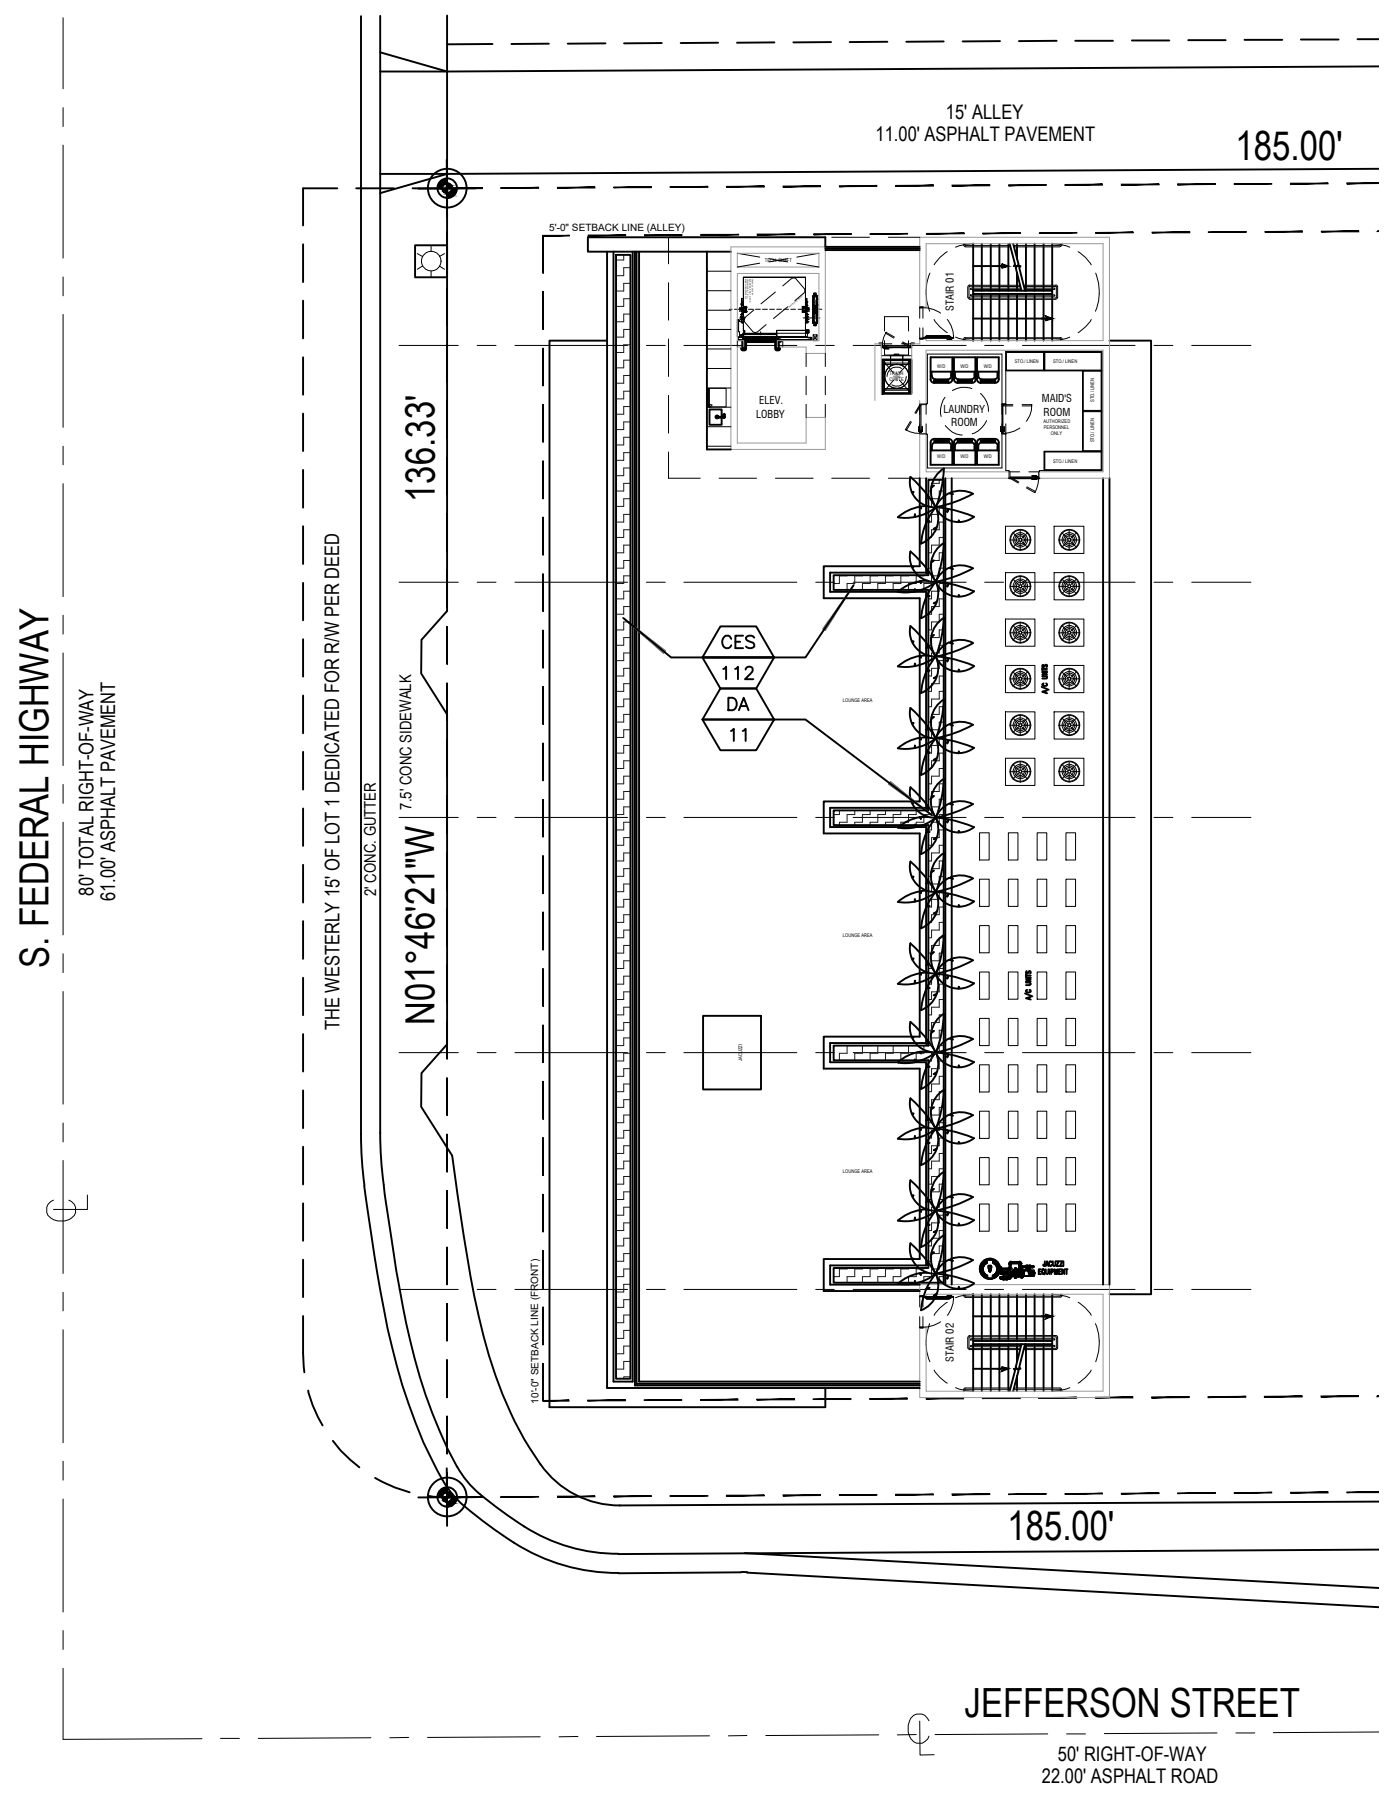 15' ALLEY
11.00' ASPHALT PAVEMENT
185.00'
5'-0" SETBACK LINE (ALLEY)
STAIR 01
ELEV.
LOBBY
W/D W/D W/D
LAUNDRY
ROOM
W/D W/D W/D
STO./ LINEN STO./ LINEN
STO./ LINEN
STO./ LINEN
STO./ LINEN
MAID'S
ROOM
AUTHORIZED
PERSONNEL
ONLY
136.33'
N01°46'21"W
7.5' CONC SIDEWALK
2' CONC. GUTTER
THE WESTERLY 15' OF LOT 1 DEDICATED FOR R/W PER DEED
S. FEDERAL HIGHWAY
80' TOTAL RIGHT-OF-WAY
61.00' ASPHALT PAVEMENT
CES
112
DA
11
LOUNGE AREA
A/C UNITS
LOUNGE AREA
A/C UNITS
JACUZZI
LOUNGE AREA
JACUZZI
EQUIPMENT
10'-0" SETBACK LINE (FRONT)
STAIR 02
185.00'
JEFFERSON STREET
50' RIGHT-OF-WAY
22.00' ASPHALT ROAD